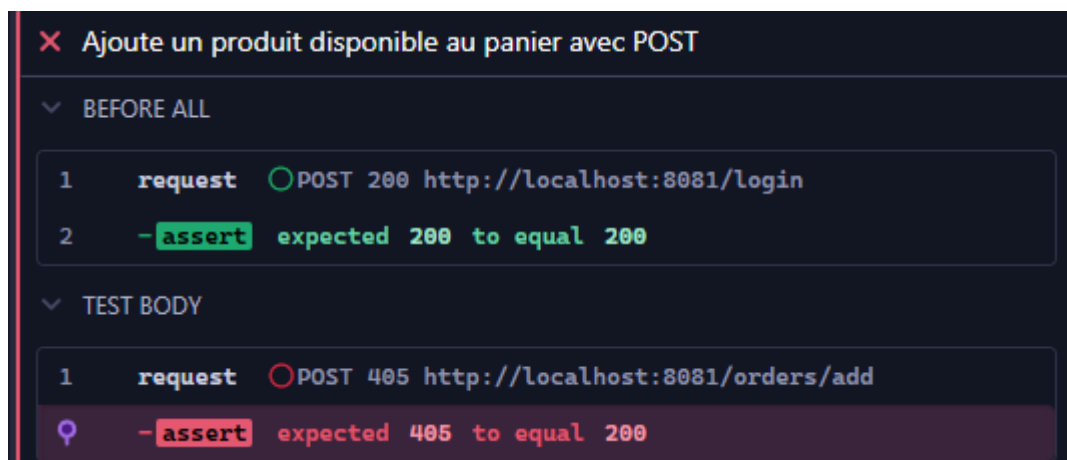 Ajoute un produit disponible au panier avec POST
BEFORE ALL
1 request POST 200 http://localhost:8081/login
2 -assert expected 200 to equal 200
TEST BODY
1 request POST 405 http://localhost:8081/orders/add
-assert expected 405 to equal 200